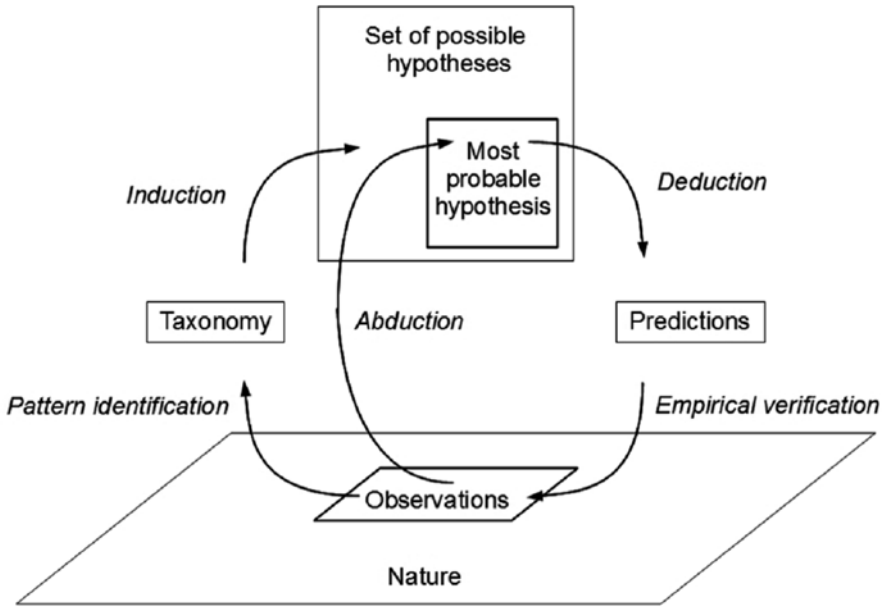 Set of possible
hypotheses
Most
probable
hypothesis
Induction
Deduction
Taxonomy
Abduction
Predictions
Pattern identification
Empirical verification
Observations
Nature